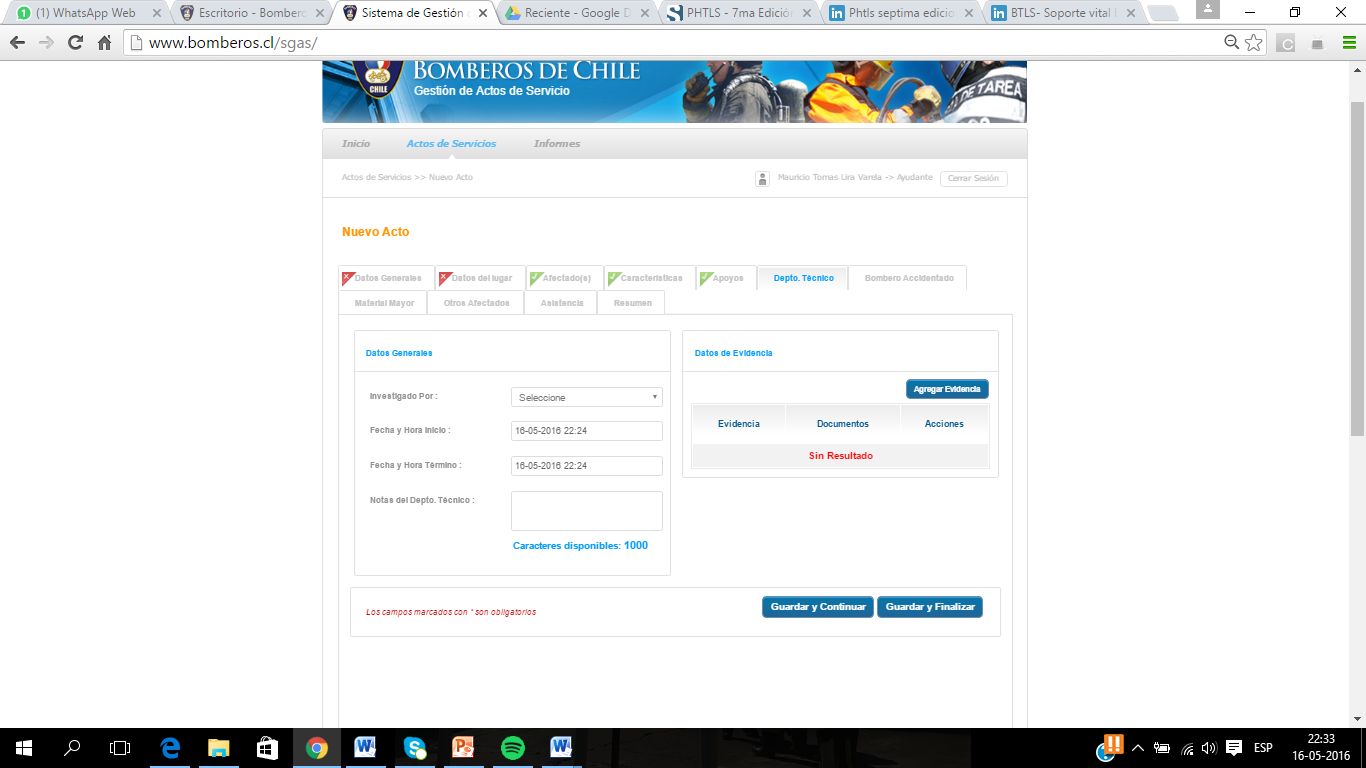 (1) WhatsApp Web
Escritorio - Bombero
Sistema de Gestión d
Reciente - Google D
PHTLS - 7ma Edición
Phtls septima edicio
BTLS- Soporte vital
www.bomberos.cl/sgas/
BOMBEROS DE CHILE
Gestión de Actos de Servicio
CHILE
DE TAREA
Inicio Actos de Servicios Informes
Actos de Servicios >> Nuevo Acto
Mauricio Tomas Lira Varela -> Ayudante Cerrar Sesión
Nuevo Acto
Datos Generales Datos del lugar Afectado(s) Características Apoyos Depto. Técnico Bombero Accidentado
Material Mayor Otros Afectados Asistencia Resumen
Datos Generales
Investigado Por : Seleccione
Fecha y Hora Inicio : 16-05-2016 22:24
Fecha y Hora Término : 16-05-2016 22:24
Notas del Depto. Técnico :
Caracteres disponibles: 1000
Datos de Evidencia
Agregar Evidencia
Evidencia Documentos Acciones
Sin Resultado
Los campos marcados con * son obligatorios
Guardar y Continuar Guardar y Finalizar
ESP
22:33
16-05-2016